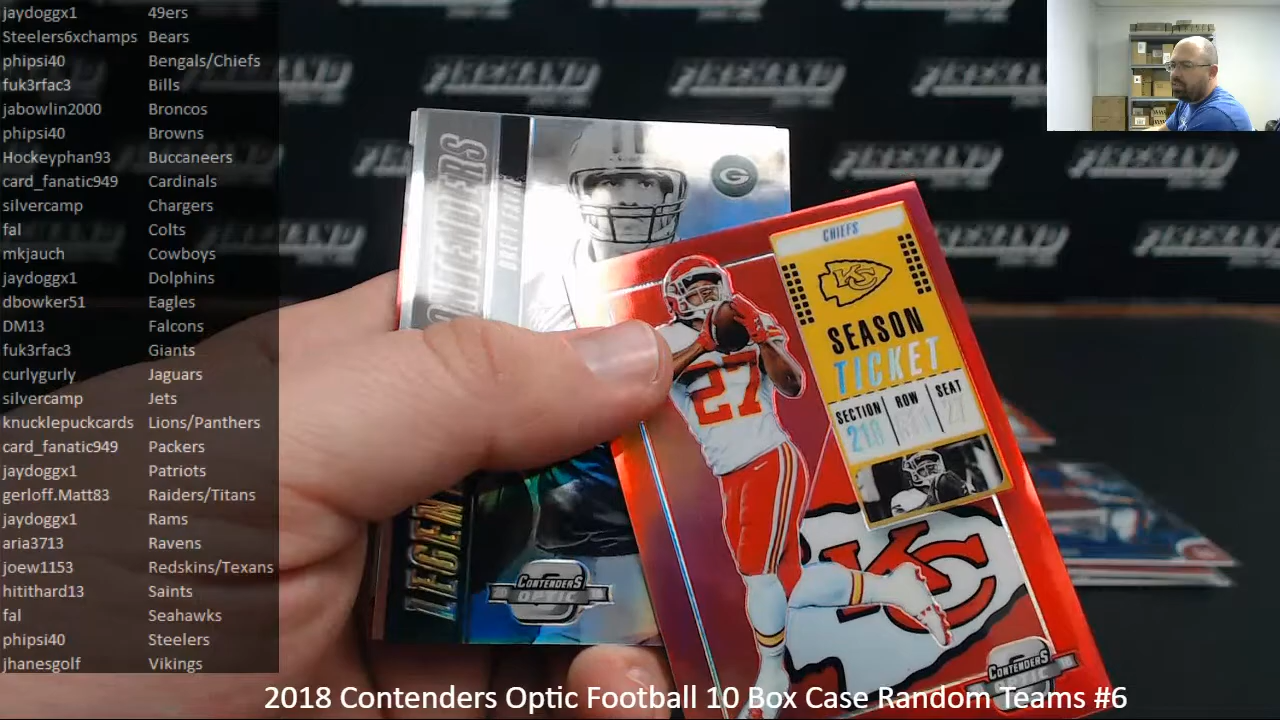 jaydoggx1 49ers
Steelers6xchamps Bears
phipsi40 Bengals/Chiefs
fuk3rfac3 Bills
jabowlin2000 Broncos
phipsi40 Browns
Hockeyphan93 Buccaneers
card_fanatic949 Cardinals
silvercamp Chargers
fal Colts
mkjauch Cowboys
jaydoggx1 Dolphins
dbowker51 Eagles
DM13 Falcons
fuk3rfac3 Giants
curlygurly Jaguars
silvercamp Jets
knucklepuckcards Lions/Panthers
card_fanatic949 Packers
jaydoggx1 Patriots
gerloff.Matt83 Raiders/Titans
jaydoggx1 Rams
aria3713 Ravens
joew1153 Redskins/Texans
hitithard13 Saints
fal Seahawks
phipsi40 Steelers
jhanesgolf Vikings
G
CONTENDERS
OPTIC
CHIEFS
KC
SEASON
TICKET
SECTION ROW SEAT
218
27
KC
CONTENDERS
OPTIC
2018 Contenders Optic Football 10 Box Case Random Teams #6